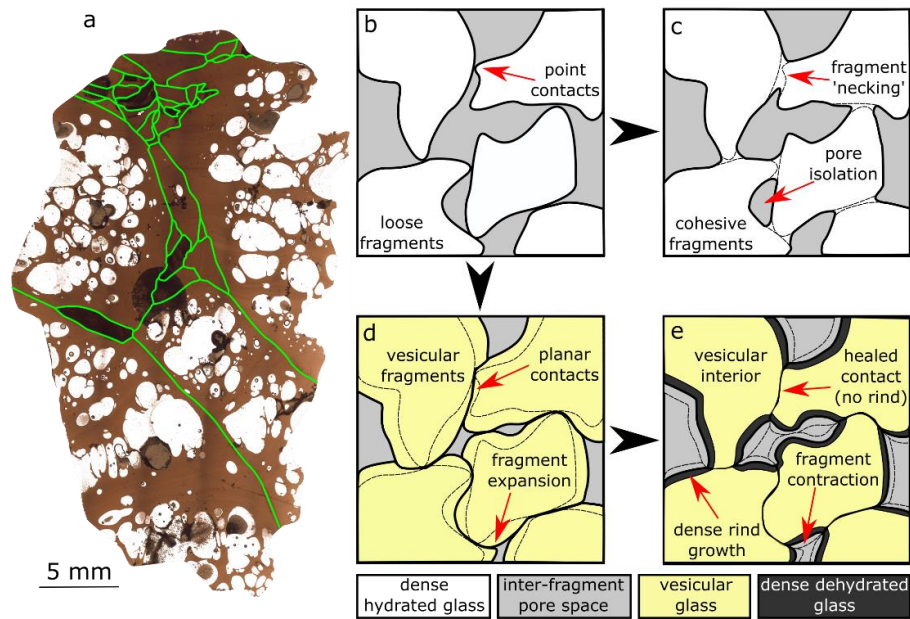 a
5 mm
b
point
contacts
loose
fragments
c
fragment
'necking'
pore
isolation
cohesive
fragments
d
vesicular
fragments
planar
contacts
fragment
expansion
e
vesicular
interior
healed
contact
(no rind)
fragment
contraction
dense rind
growth
dense
hydrated glass
inter-fragment
pore space
vesicular
glass
dense dehydrated
glass